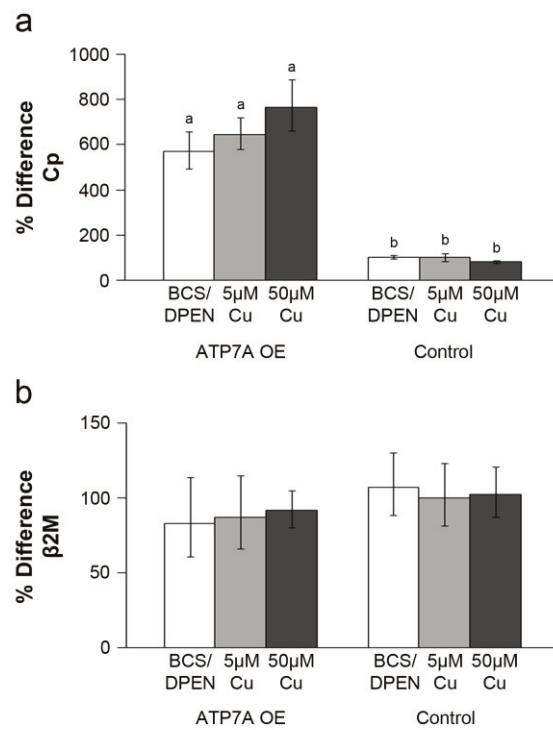 a
% Difference
Cp
1000
800
600
400
200
0
a a a b b b
BCS/ 5μM 50μM BCS/ 5μM 50μM
DPEN Cu Cu DPEN Cu Cu
ATP7A OE Control
b
% Difference
β2M
150
100
50
0
BCS/ 5μM 50μM BCS/ 5μM 50μM
DPEN Cu Cu DPEN Cu Cu
ATP7A OE Control